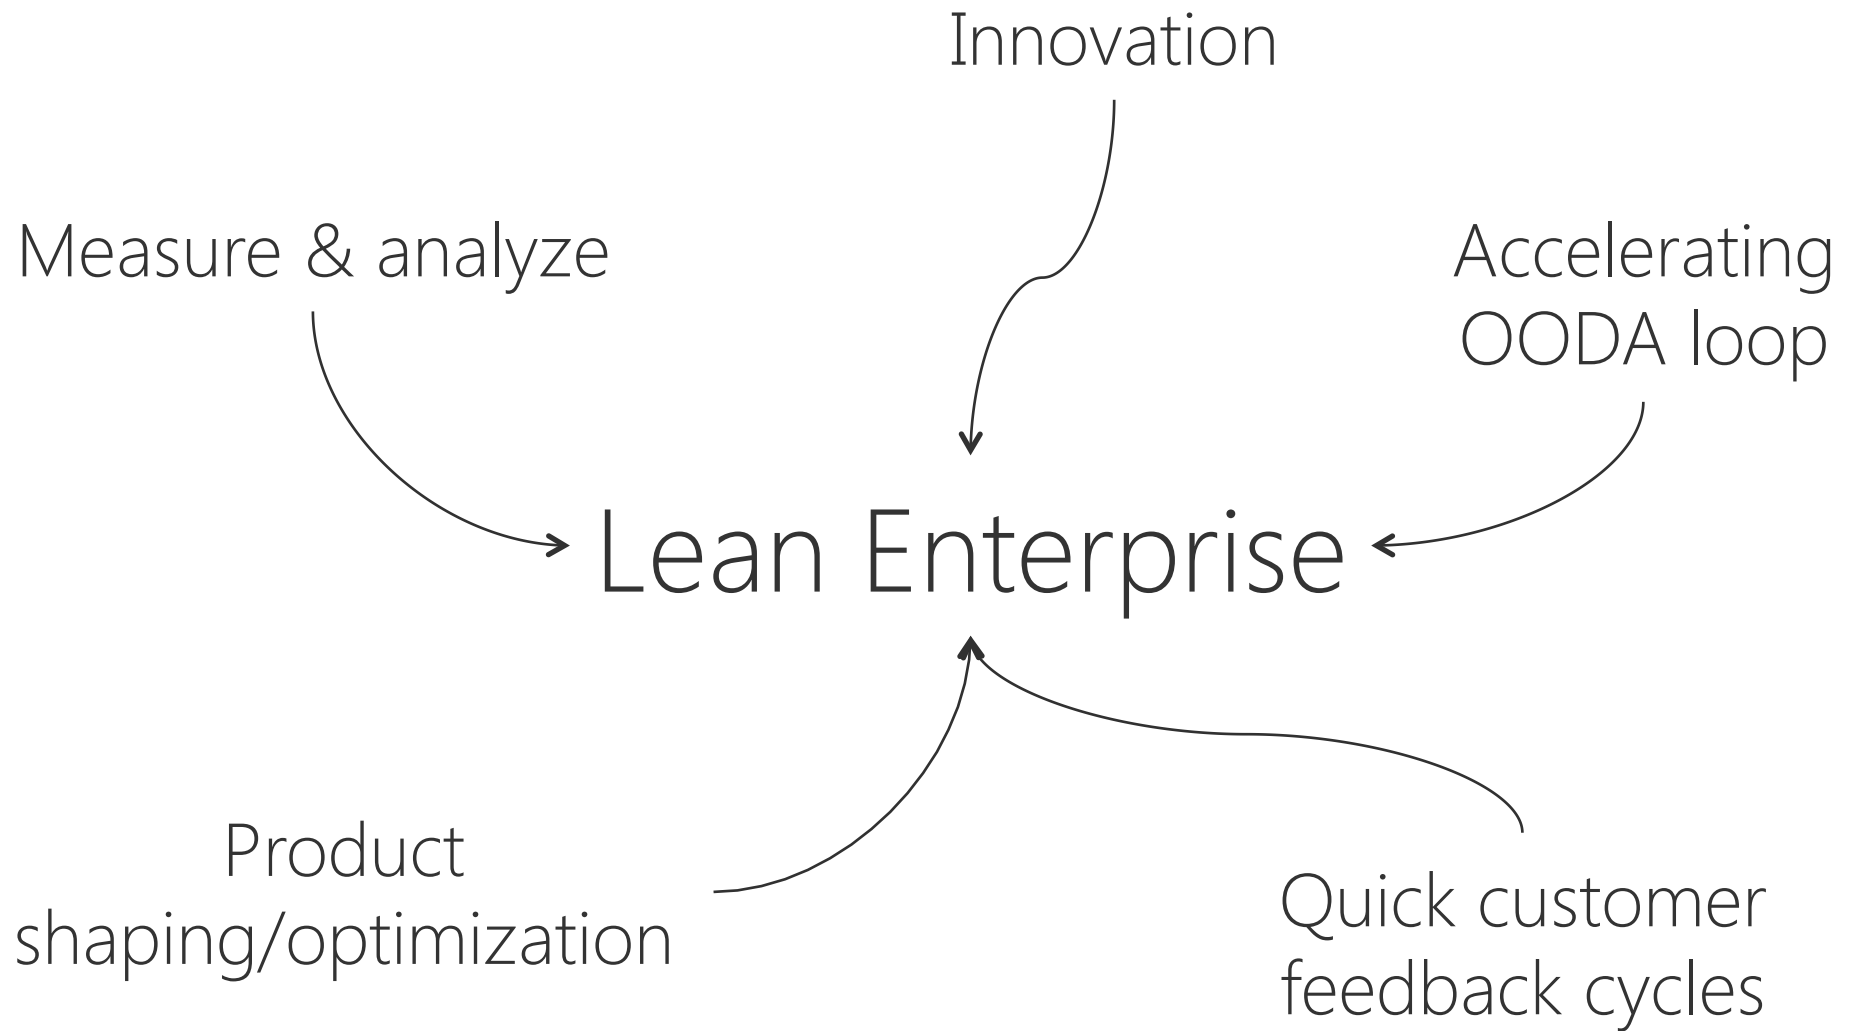 Innovation
Measure & analyze
Accelerating
OODA loop
Lean Enterprise
Product
shaping/optimization
Quick customer
feedback cycles